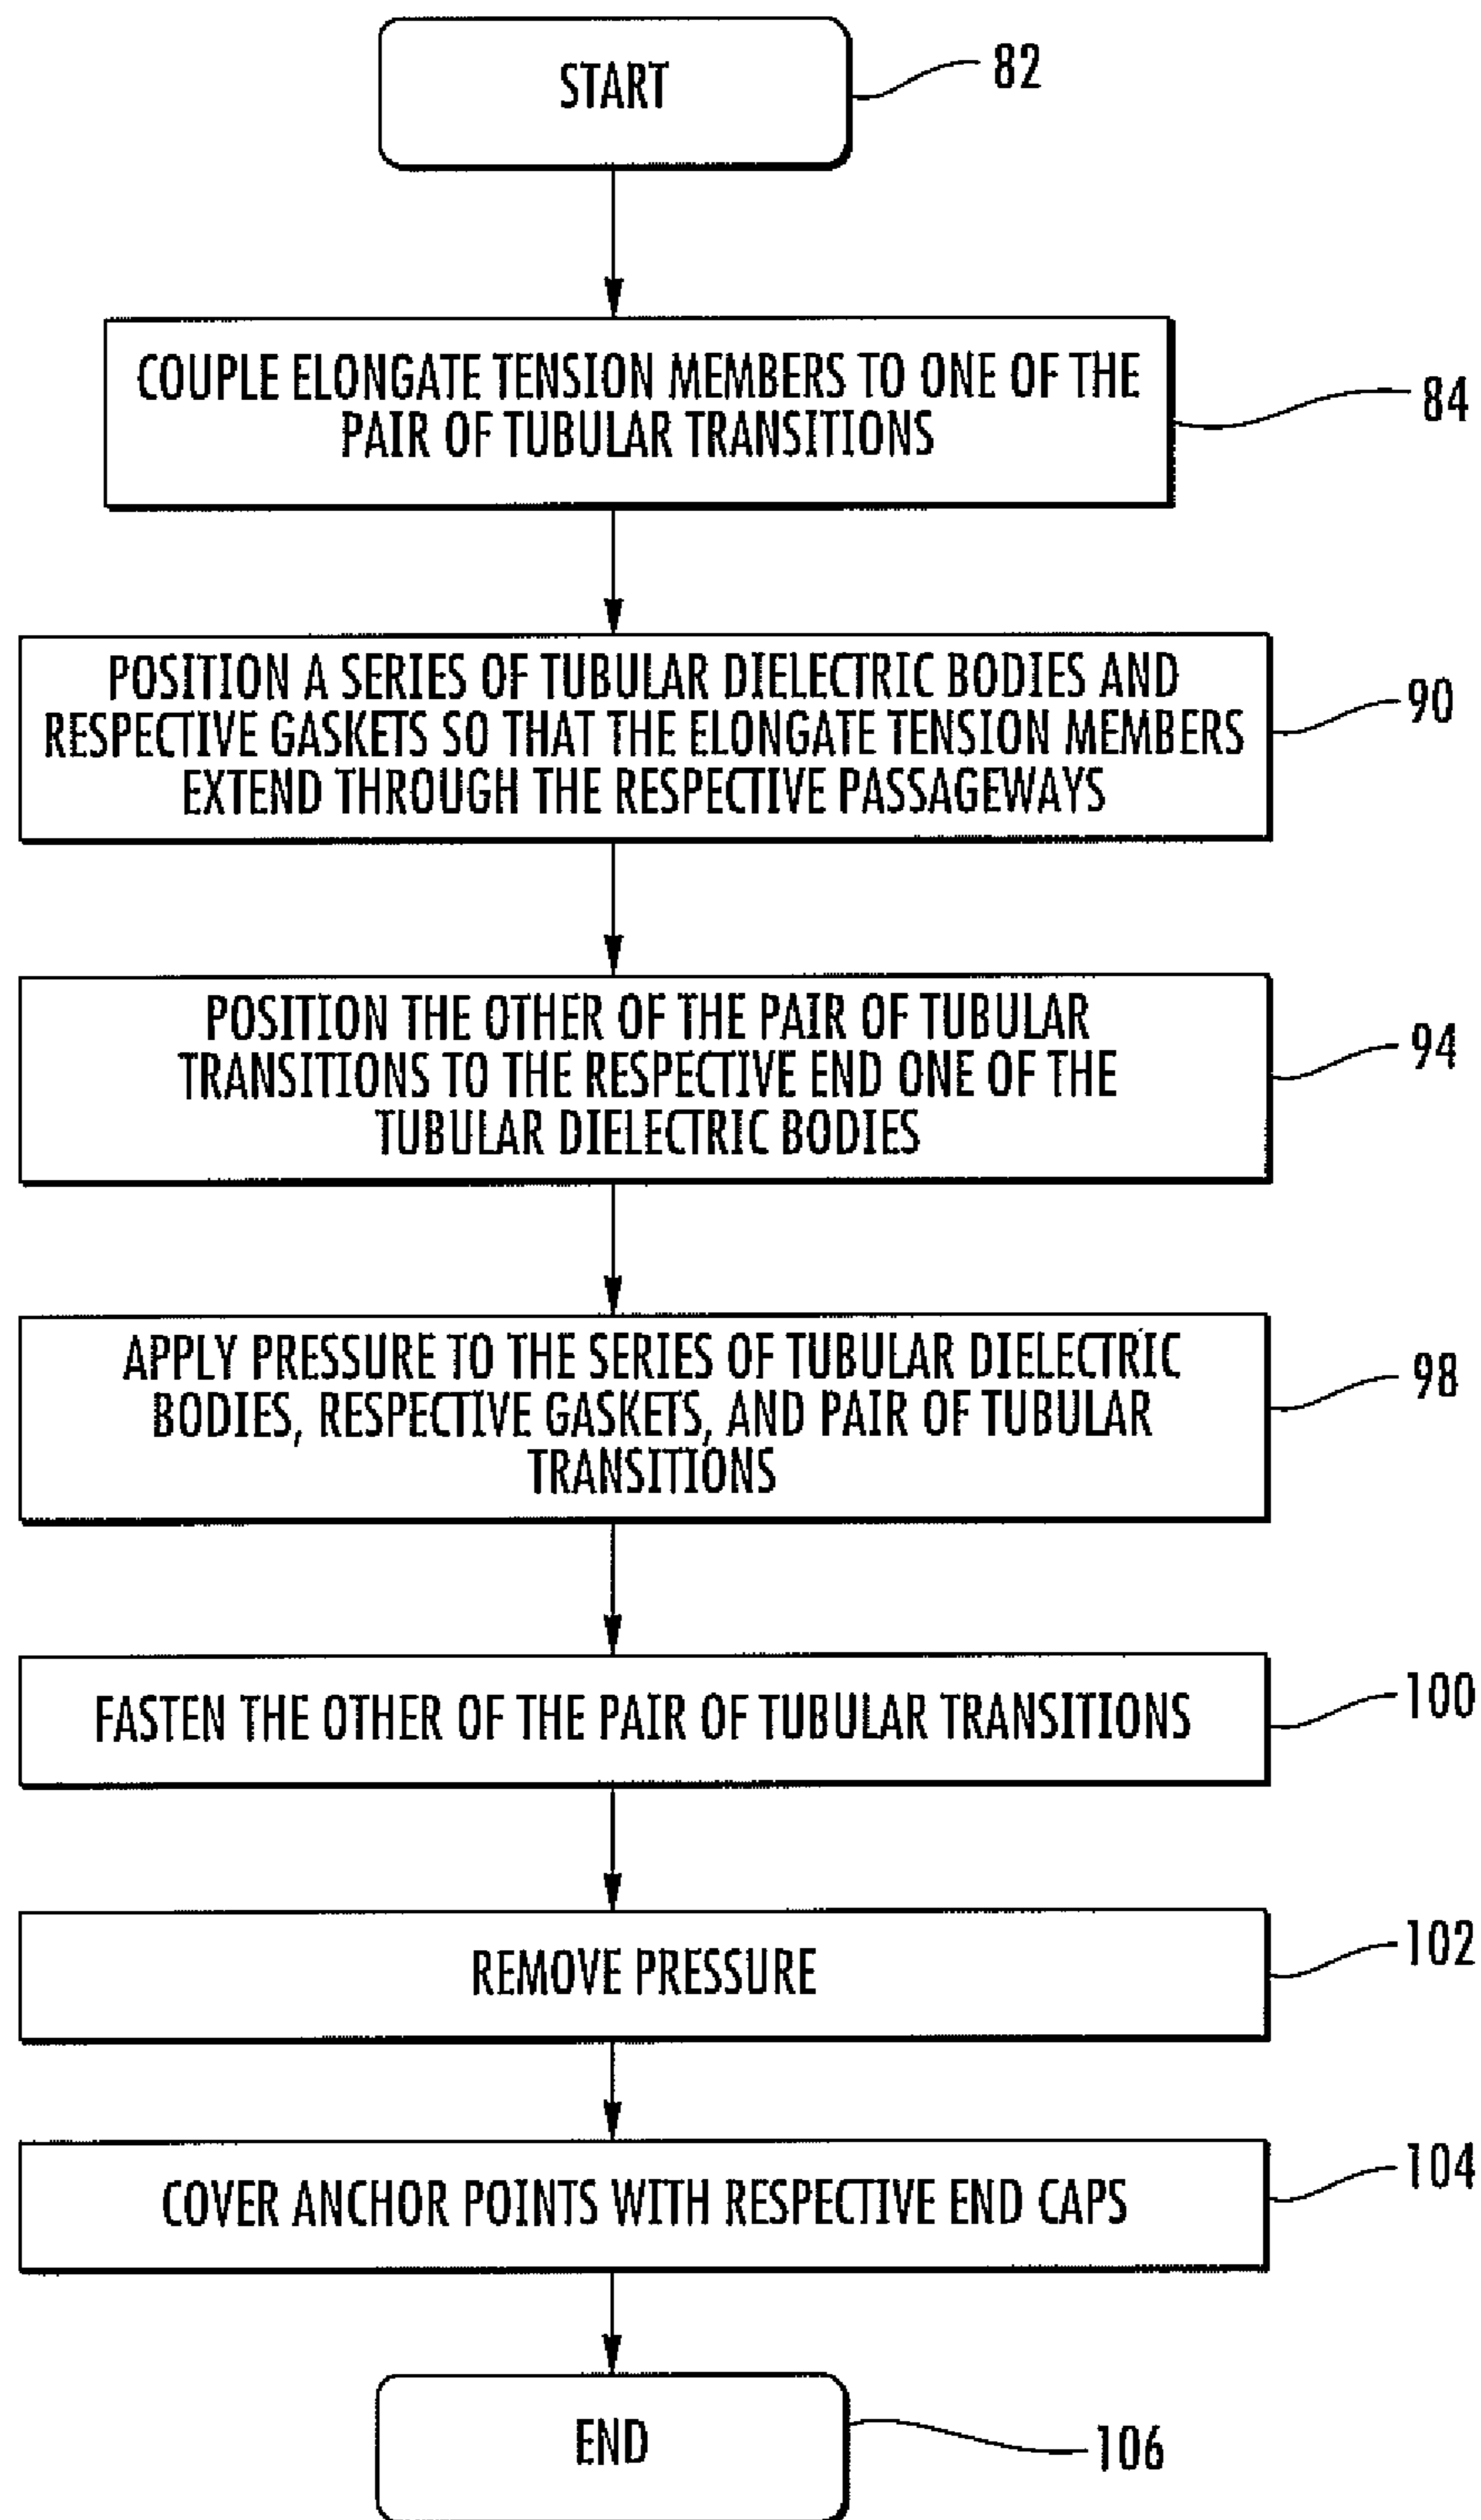 START
82
COUPLE ELONGATE TENSION MEMBERS TO ONE OF THE
PAIR OF TUBULAR TRANSITIONS
84
POSITION A SERIES OF TUBULAR DIELECTRIC BODIES AND
RESPECTIVE GASKETS SO THAT THE ELONGATE TENSION MEMBERS
EXTEND THROUGH THE RESPECTIVE PASSAGEWAYS
90
POSITION THE OTHER OF THE PAIR OF TUBULAR
TRANSITIONS TO THE RESPECTIVE END ONE OF THE
TUBULAR DIELECTRIC BODIES
94
APPLY PRESSURE TO THE SERIES OF TUBULAR DIELECTRIC
BODIES, RESPECTIVE GASKETS, AND PAIR OF TUBULAR
TRANSITIONS
98
FASTEN THE OTHER OF THE PAIR OF TUBULAR TRANSITIONS
100
REMOVE PRESSURE
102
COVER ANCHOR POINTS WITH RESPECTIVE END CAPS
104
END
106